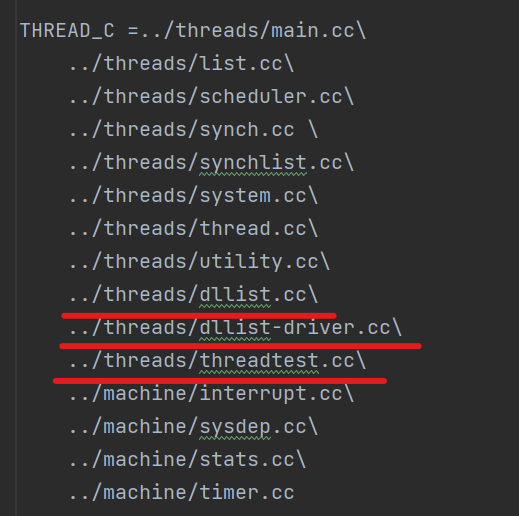 THREAD_C =../threads/main.cc\
../threads/list.cc\
../threads/scheduler.cc\
../threads/synch.cc \
../threads/synchlist.cc\
../threads/system.cc\
../threads/thread.cc\
../threads/utility.cc\
../threads/dllist.cc\
../threads/dllist-driver.cc\
../threads/threadtest.cc\
../machine/interrupt.cc\
../machine/sysdep.cc\
../machine/stats.cc\
../machine/timer.cc